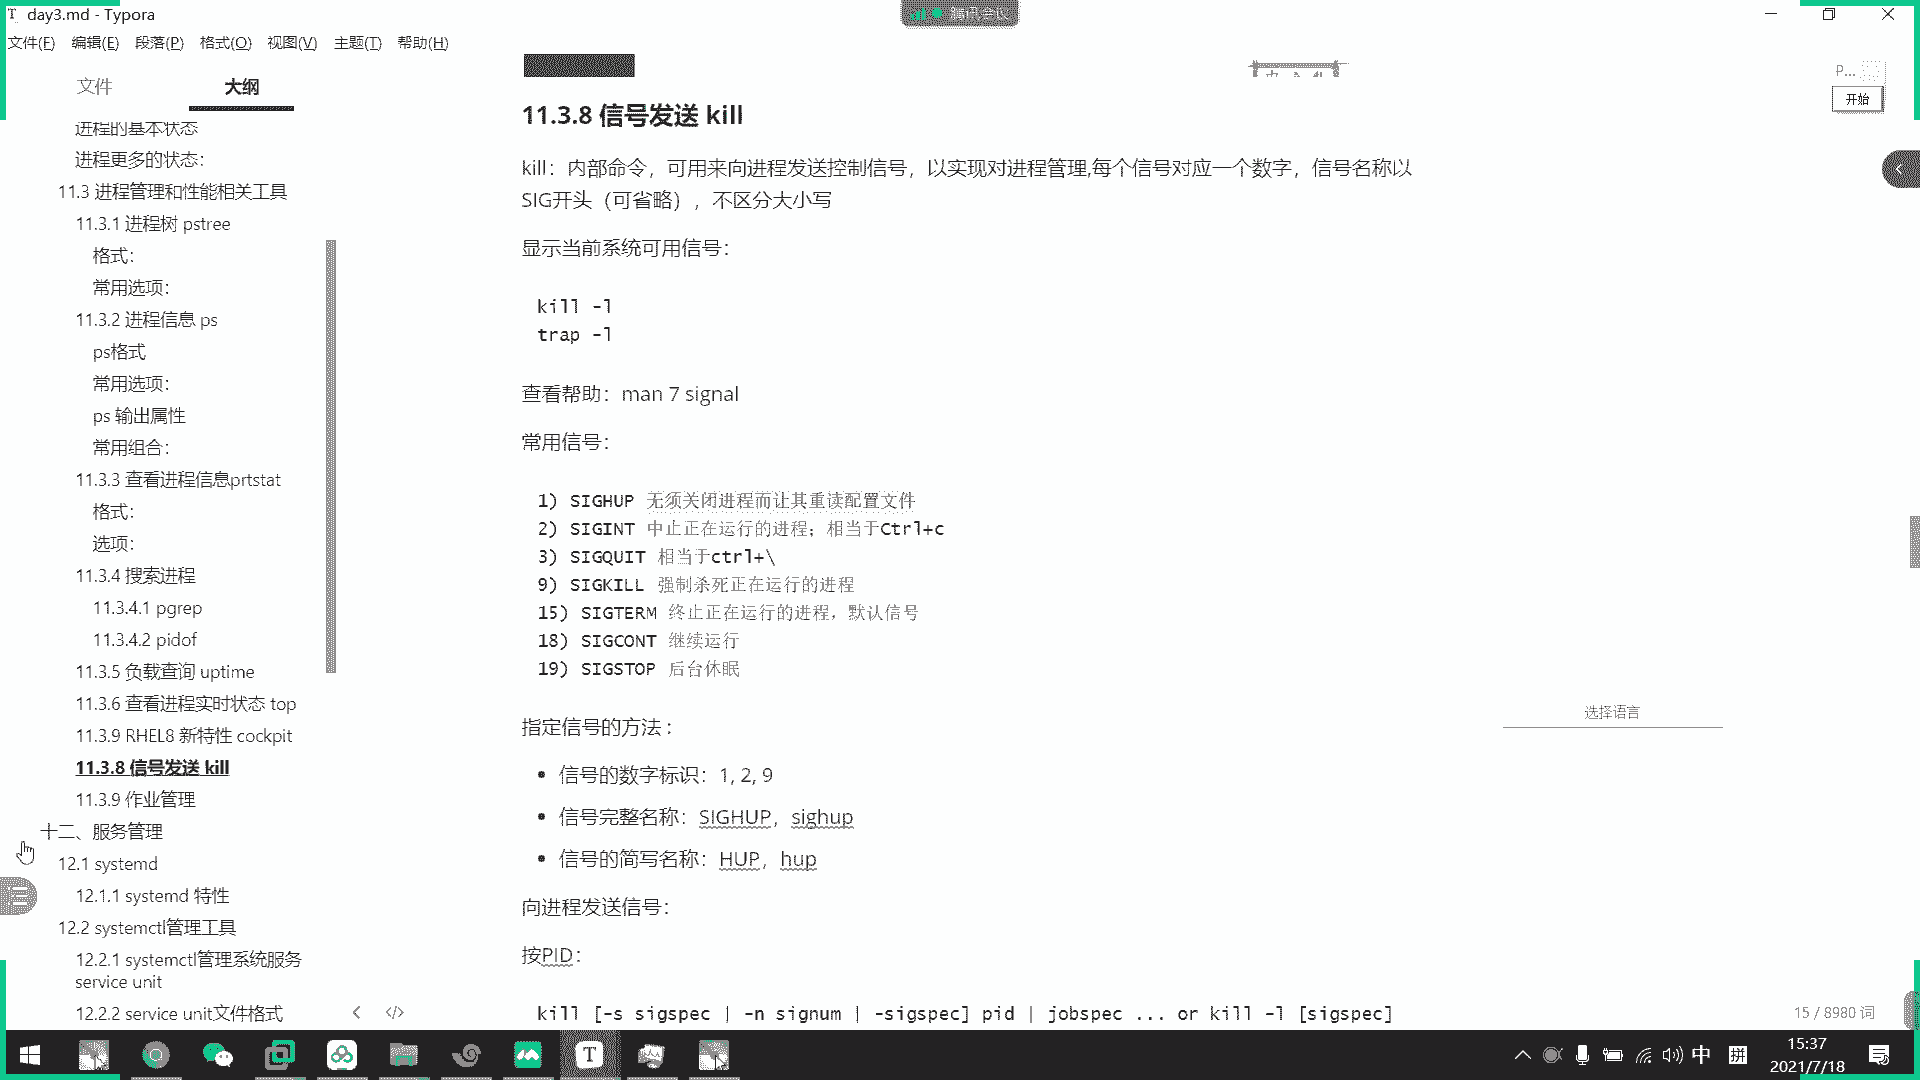 day3.md - Typora
腾讯会议
文件(F) 编辑(E) 段落(P) 格式(O) 视图(V) 主题(T) 帮助(H)
文件 大纲
进程的基本状态
进程更多的状态：
11.3 进程管理和性能相关工具
11.3.1 进程树 pstree
格式：
常用选项：
11.3.2 进程信息 ps
ps格式
常用选项：
ps 输出属性
常用组合：
11.3.3 查看进程信息prtstat
格式：
选项：
11.3.4 搜索进程
11.3.4.1 pgrep
11.3.4.2 pidof
11.3.5 负载查询 uptime
11.3.6 查看进程实时状态 top
11.3.9 RHEL8 新特性 cockpit
11.3.8 信号发送 kill
11.3.9 作业管理
十二、服务管理
12.1 systemd
12.1.1 systemd 特性
12.2 systemctl管理工具
12.2.1 systemctl管理系统服务
service unit
12.2.2 service unit文件格式
11.3.8 信号发送 kill
kill：内部命令，可用来向进程发送控制信号，以实现对进程管理,每个信号对应一个数字，信号名称以
SIG开头（可省略），不区分大小写
显示当前系统可用信号：
kill -l
trap -l
查看帮助：man 7 signal
常用信号：
1) SIGHUP 无须关闭进程而让其重读配置文件
2) SIGINT 中止正在运行的进程；相当于Ctrl+c
3) SIGQUIT 相当于ctrl+\
9) SIGKILL 强制杀死正在运行的进程
15) SIGTERM 终止正在运行的进程，默认信号
18) SIGCONT 继续运行
19) SIGSTOP 后台休眠
指定信号的方法 :
• 信号的数字标识：1, 2, 9
• 信号完整名称：SIGHUP，sighup
• 信号的简写名称：HUP，hup
向进程发送信号：
按PID：
kill [-s sigspec | -n signum | -sigspec] pid | jobspec ... or kill -l [sigspec]
P...
开始
选择语言
15 / 8980 词
中 拼
15:37
2021/7/18